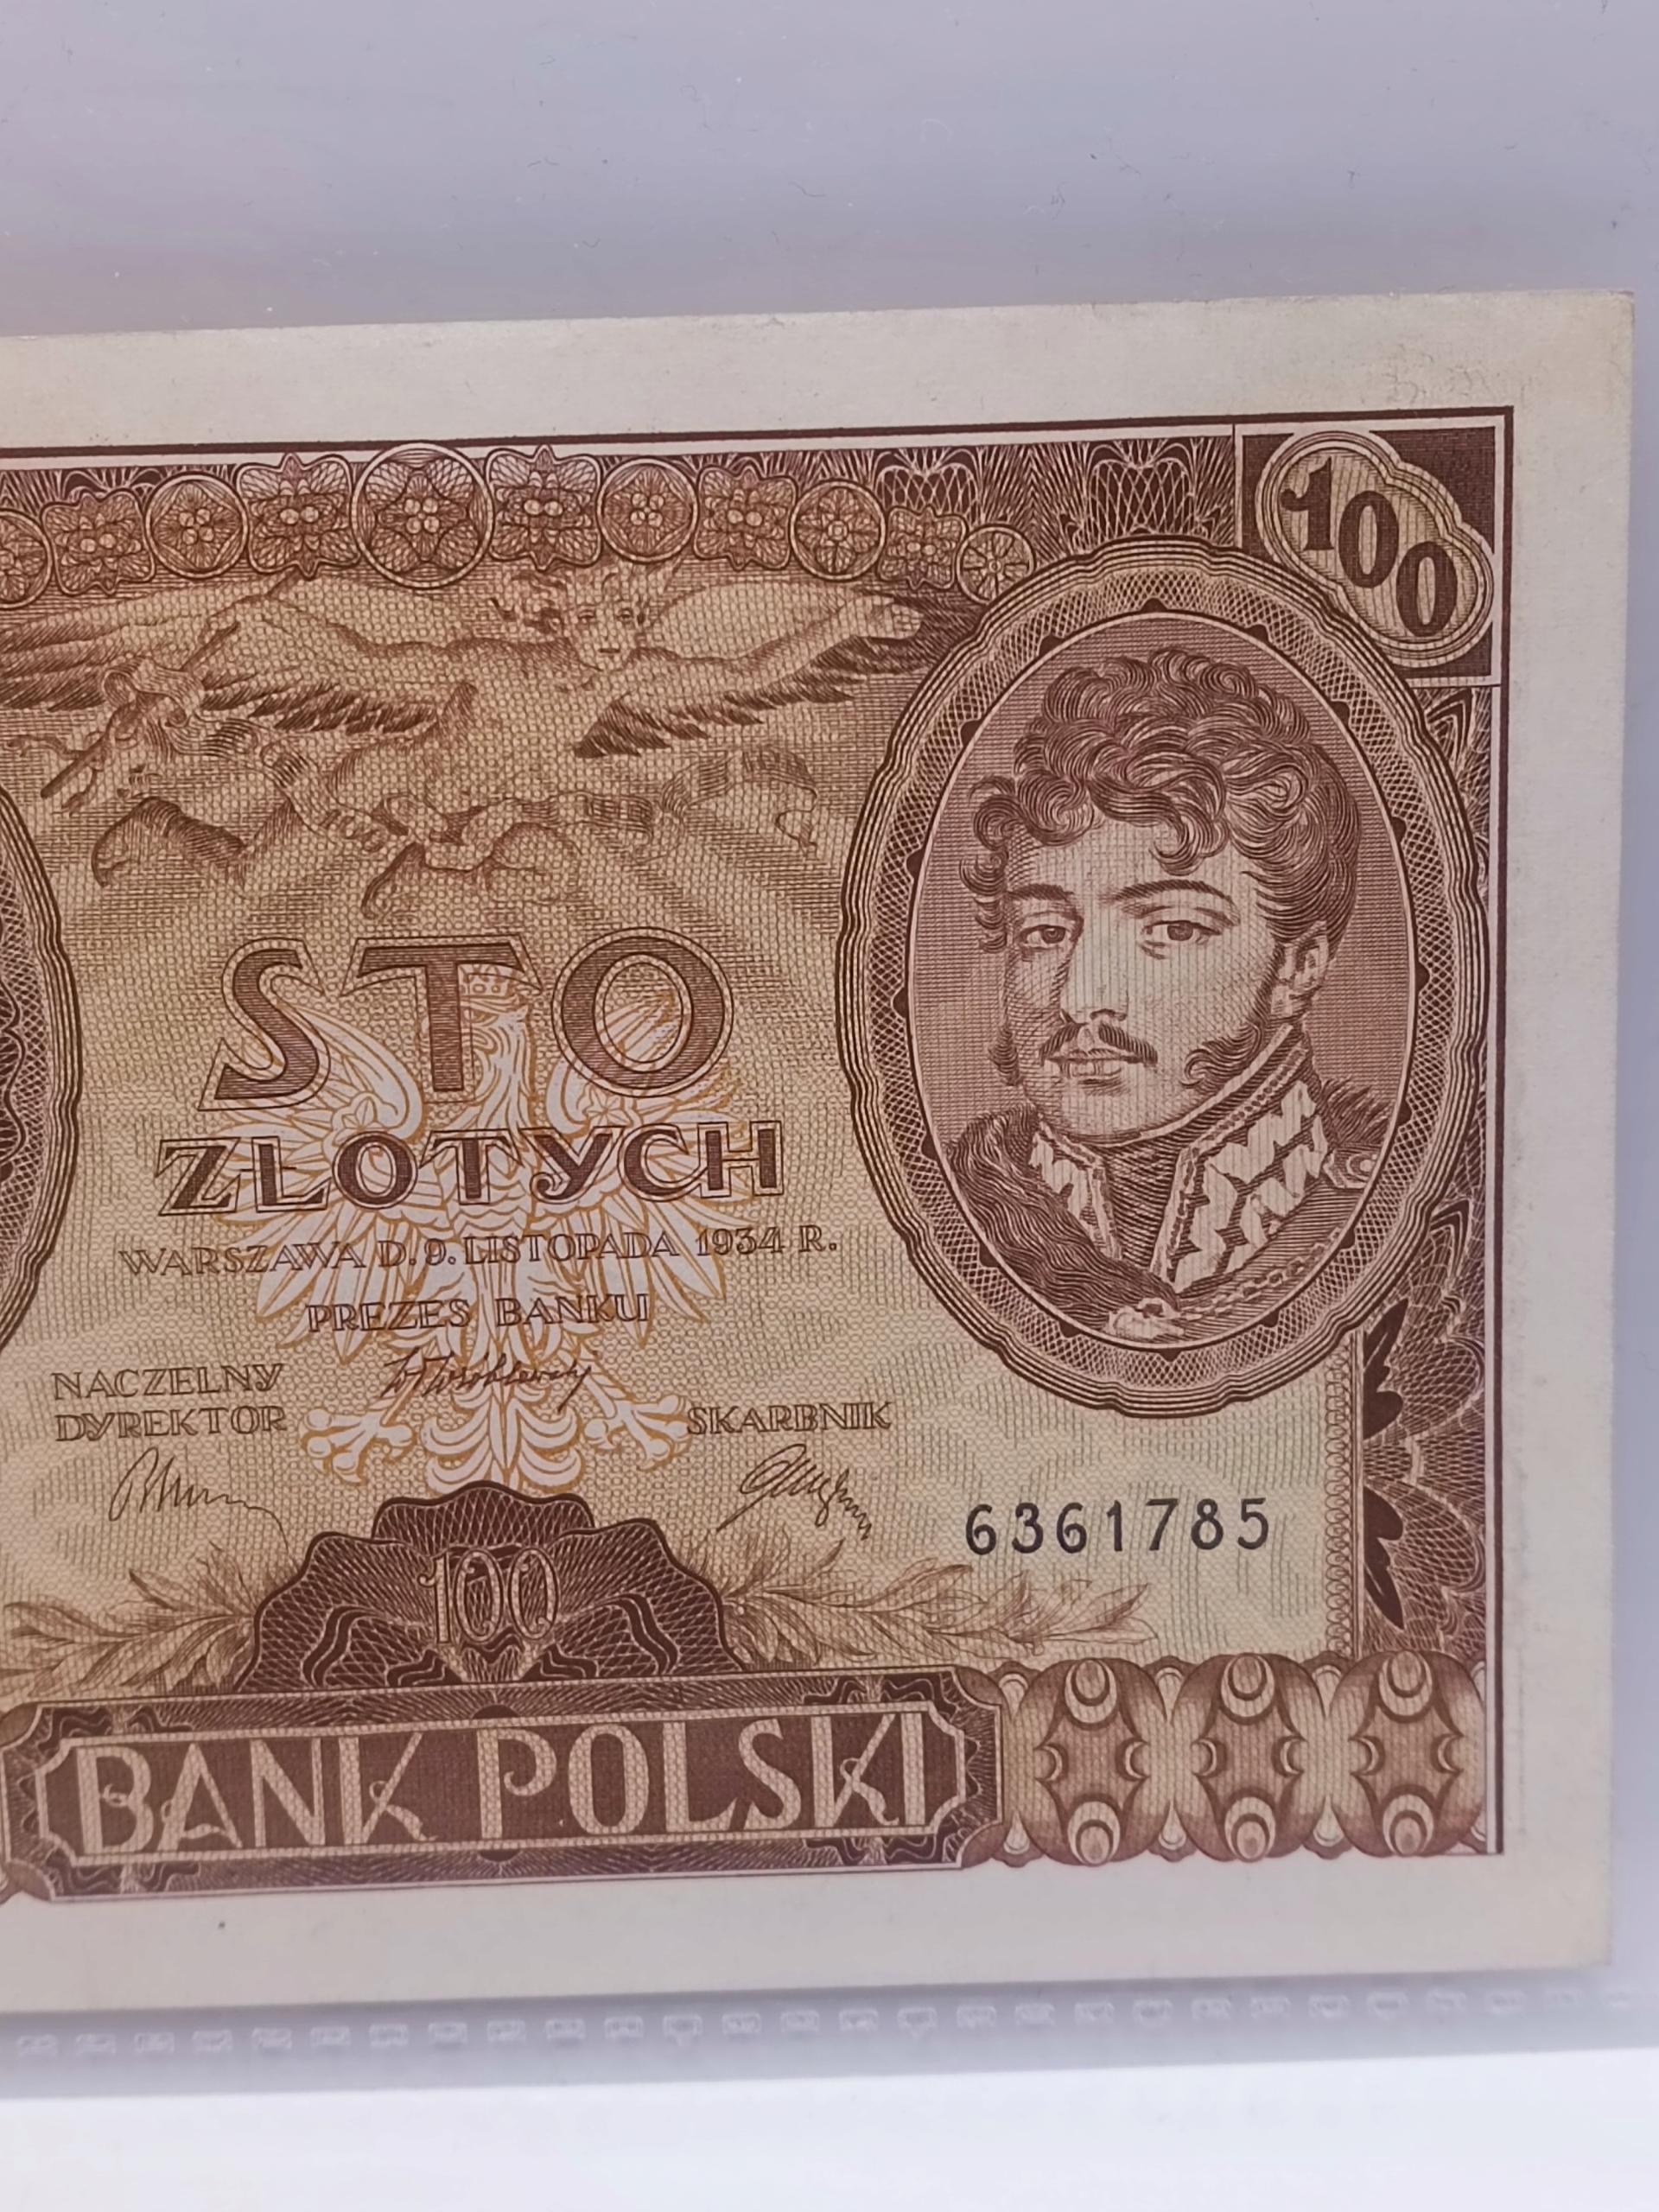 100
STO
ZŁOTYCH
WARSZAWA D. 9. LISTOPADA 1934 R.
PREZES BANKU
NACZELNY
DYREKTOR
SKARBNIK
6361785
100
BANK POLSKI